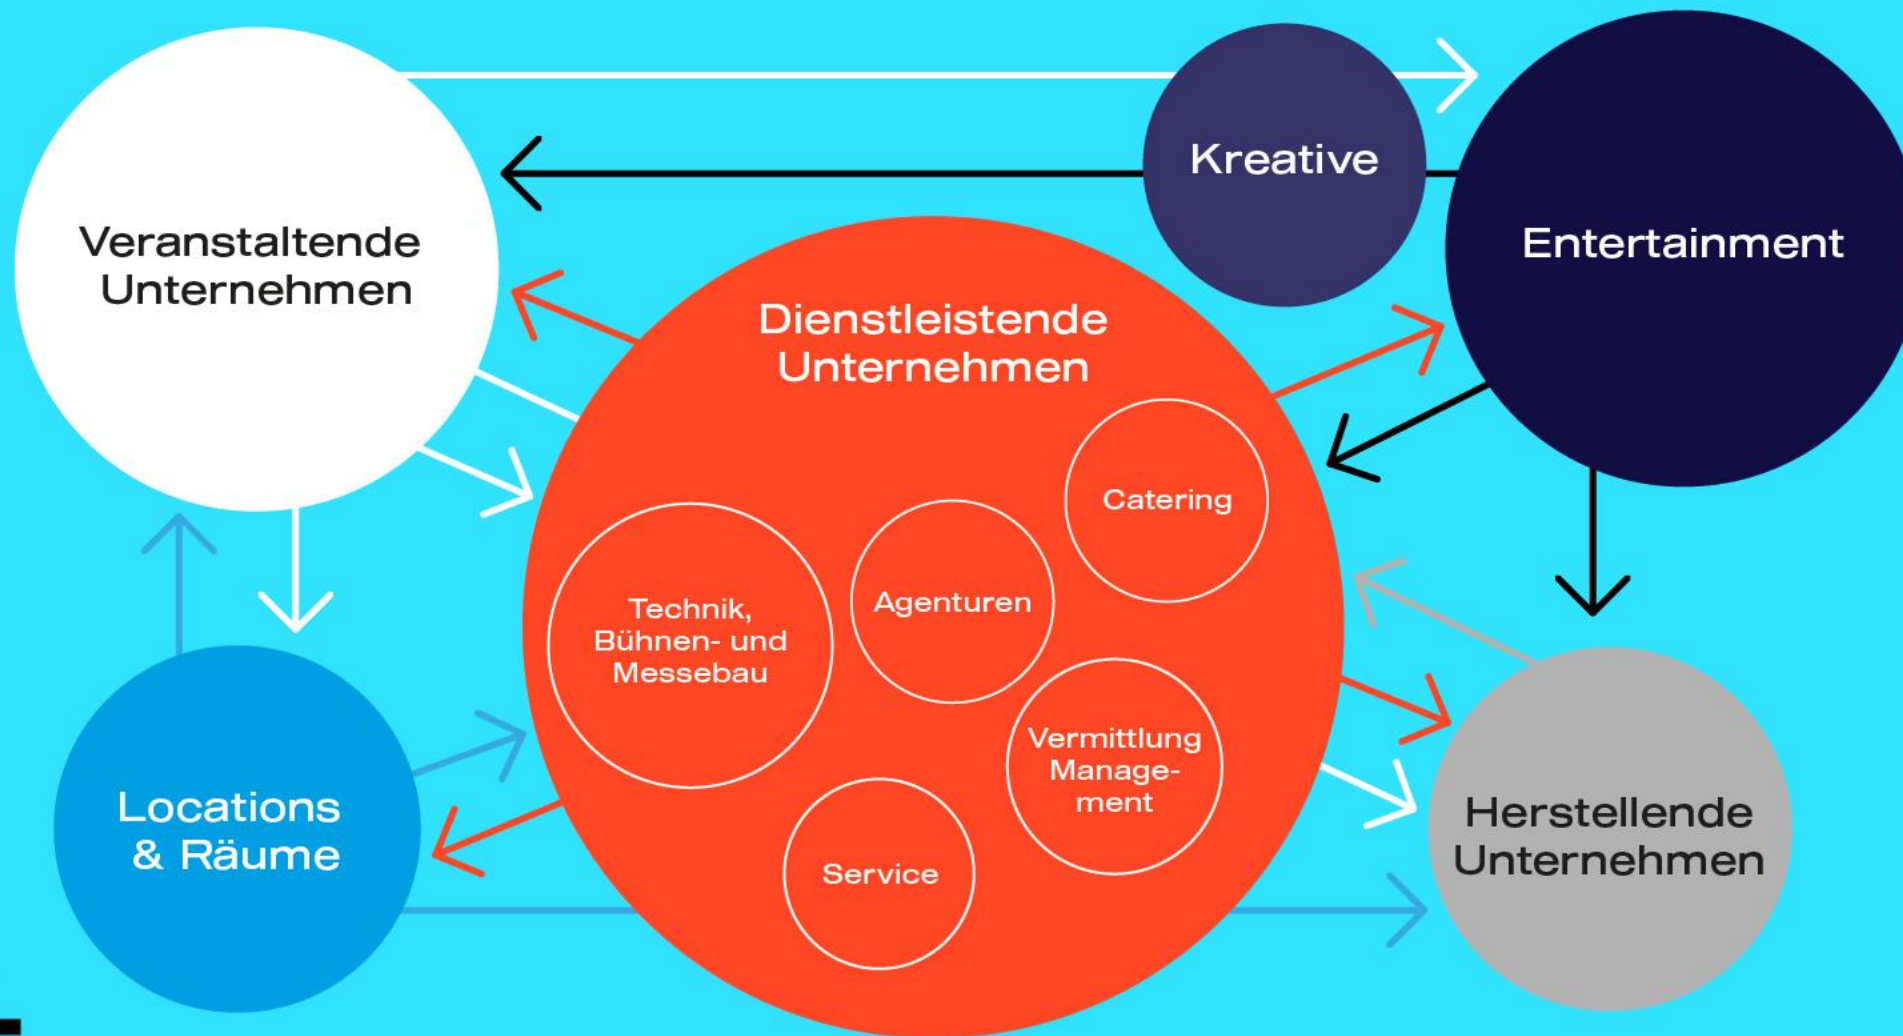 Kreative
Entertainment
Veranstaltende
Unternehmen
Dienstleistende
Unternehmen
Catering
Agenturen
Technik,
Bühnen- und
Messebau
Vermittlung
Manage-
ment
Service
Locations
& Räume
Herstellende
Unternehmen